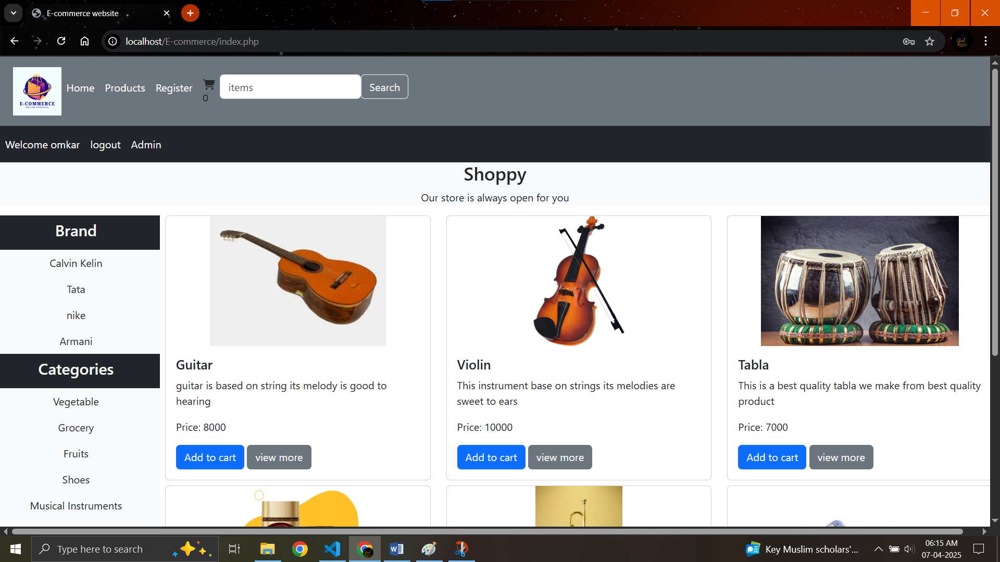 E-commerce website
localhost/E-commerce/index.php
E-COMMERCE
ONLINE SHOPPING
Home Products Register
0
items
Search
Welcome omkar logout Admin
Shoppy
Our store is always open for you
Brand
Calvin Kelin
Tata
nike
Armani
Categories
Vegetable
Grocery
Fruits
Shoes
Musical Instruments
Guitar
guitar is based on string its melody is good to
hearing
Price: 8000
Add to cart view more
Violin
This instrument base on strings its melodies are
sweet to ears
Price: 10000
Add to cart view more
Tabla
This is a best quality tabla we make from best quality
product
Price: 7000
Add to cart view more
Type here to search
Key Muslim scholars'...
06:15 AM
07-04-2025